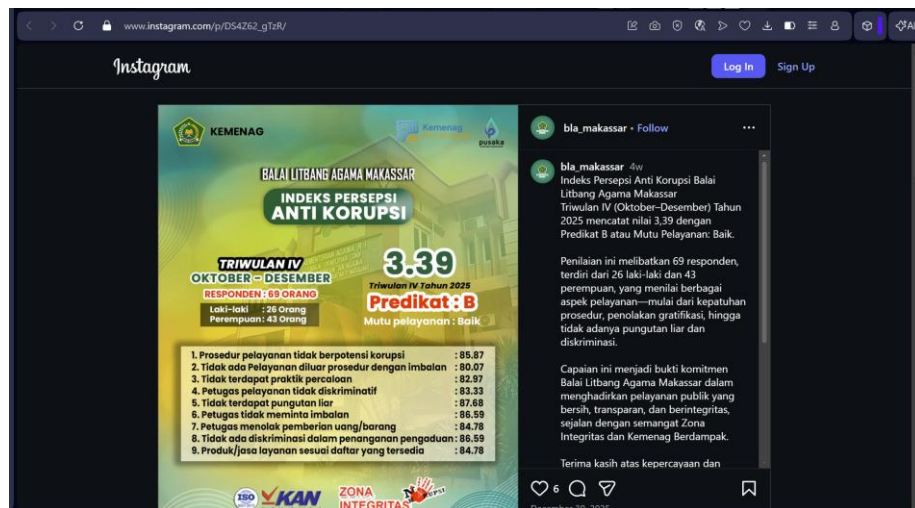 www.instagram.com/p/DS4Z62_gTzR/
Instagram
Log In
Sign Up
KEMENAG
Kemenag
pusaka
BALAI LITBANG AGAMA MAKASSAR
INDEKS PERSEPSI
ANTI KORUPSI
TRIWULAN IV
OKTOBER – DESEMBER
RESPONDEN : 69 ORANG
Laki-laki : 26 Orang
Perempuan : 43 Orang
3.39
Triwulan IV Tahun 2025
Predikat : B
Mutu pelayanan : Baik
1. Prosedur pelayanan tidak berpotensi korupsi : 85.87
2. Tidak ada Pelayanan diluar prosedur dengan imbalan : 80.07
3. Tidak terdapat praktik percaloan : 82.97
4. Petugas pelayanan tidak diskriminatif : 83.33
5. Tidak terdapat pungutan liar : 87.68
6. Petugas tidak meminta imbalan : 86.59
7. Petugas menolak pemberian uang/barang : 84.78
8. Tidak ada diskriminasi dalam penanganan pengaduan : 86.59
9. Produk/jasa layanan sesuai daftar yang tersedia : 84.78
ISO
KAN
ZONA
INTEGRITAS
bla_makassar • Follow
bla_makassar 4w
Indeks Persepsi Anti Korupsi Balai
Litbang Agama Makassar
Triwulan IV (Oktober–Desember) Tahun
2025 mencatat nilai 3,39 dengan
Predikat B atau Mutu Pelayanan: Baik.
Penilaian ini melibatkan 69 responden,
terdiri dari 26 laki-laki dan 43
perempuan, yang menilai berbagai
aspek pelayanan—mulai dari kepatuhan
prosedur, penolakan gratifikasi, hingga
tidak adanya pungutan liar dan
diskriminasi.
Capaian ini menjadi bukti komitmen
Balai Litbang Agama Makassar dalam
menghadirkan pelayanan publik yang
bersih, transparan, dan berintegritas,
sejalan dengan semangat Zona
Integritas dan Kemenag Berdampak.
Terima kasih atas kepercayaan dan
6